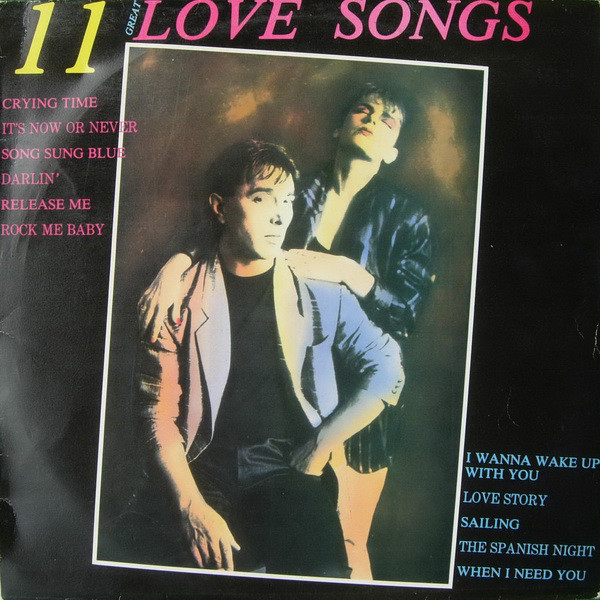 11 GREAT LOVE SONGS
CRYING TIME
IT'S NOW OR NEVER
SONG SUNG BLUE
DARLIN'
RELEASE ME
ROCK ME BABY
I WANNA WAKE UP
WITH YOU
LOVE STORY
SAILING
THE SPANISH NIGHT
WHEN I NEED YOU